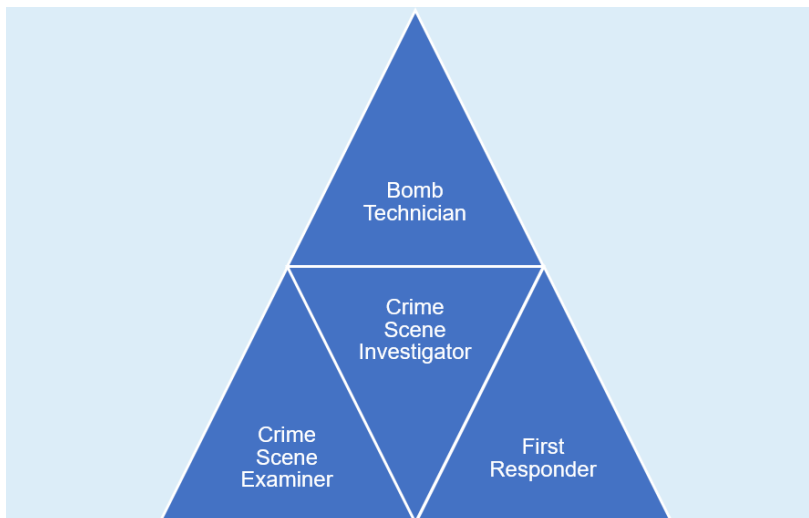 Bomb
Technician
Crime
Scene
Investigator
Crime
Scene
Examiner
First
Responder